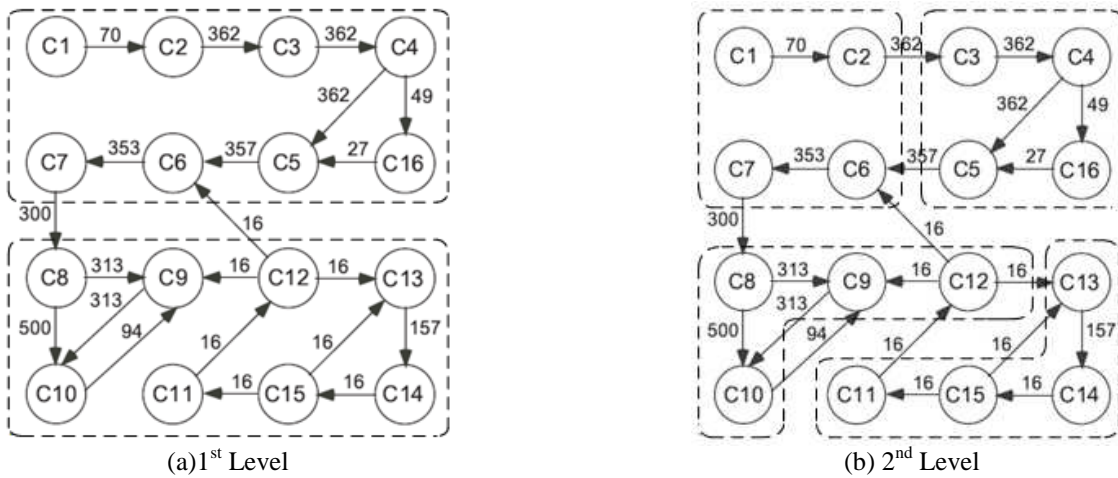 C1 70 C2 362 C3 362 C4
362 49
C7 353 C6 357 C5 27 C16
300 16
C8 313 C9 16 C12 16 C13
500 313 94 16 16 157
C10 C11 16 C15 16 C14
(a)1st Level
C1 70 C2 362 C3 362 C4
362 49
C7 353 C6 357 C5 27 C16
300 16
C8 313 C9 16 C12 16 C13
500 313 94 16 16 157
C10 C11 16 C15 16 C14
(b) 2nd Level